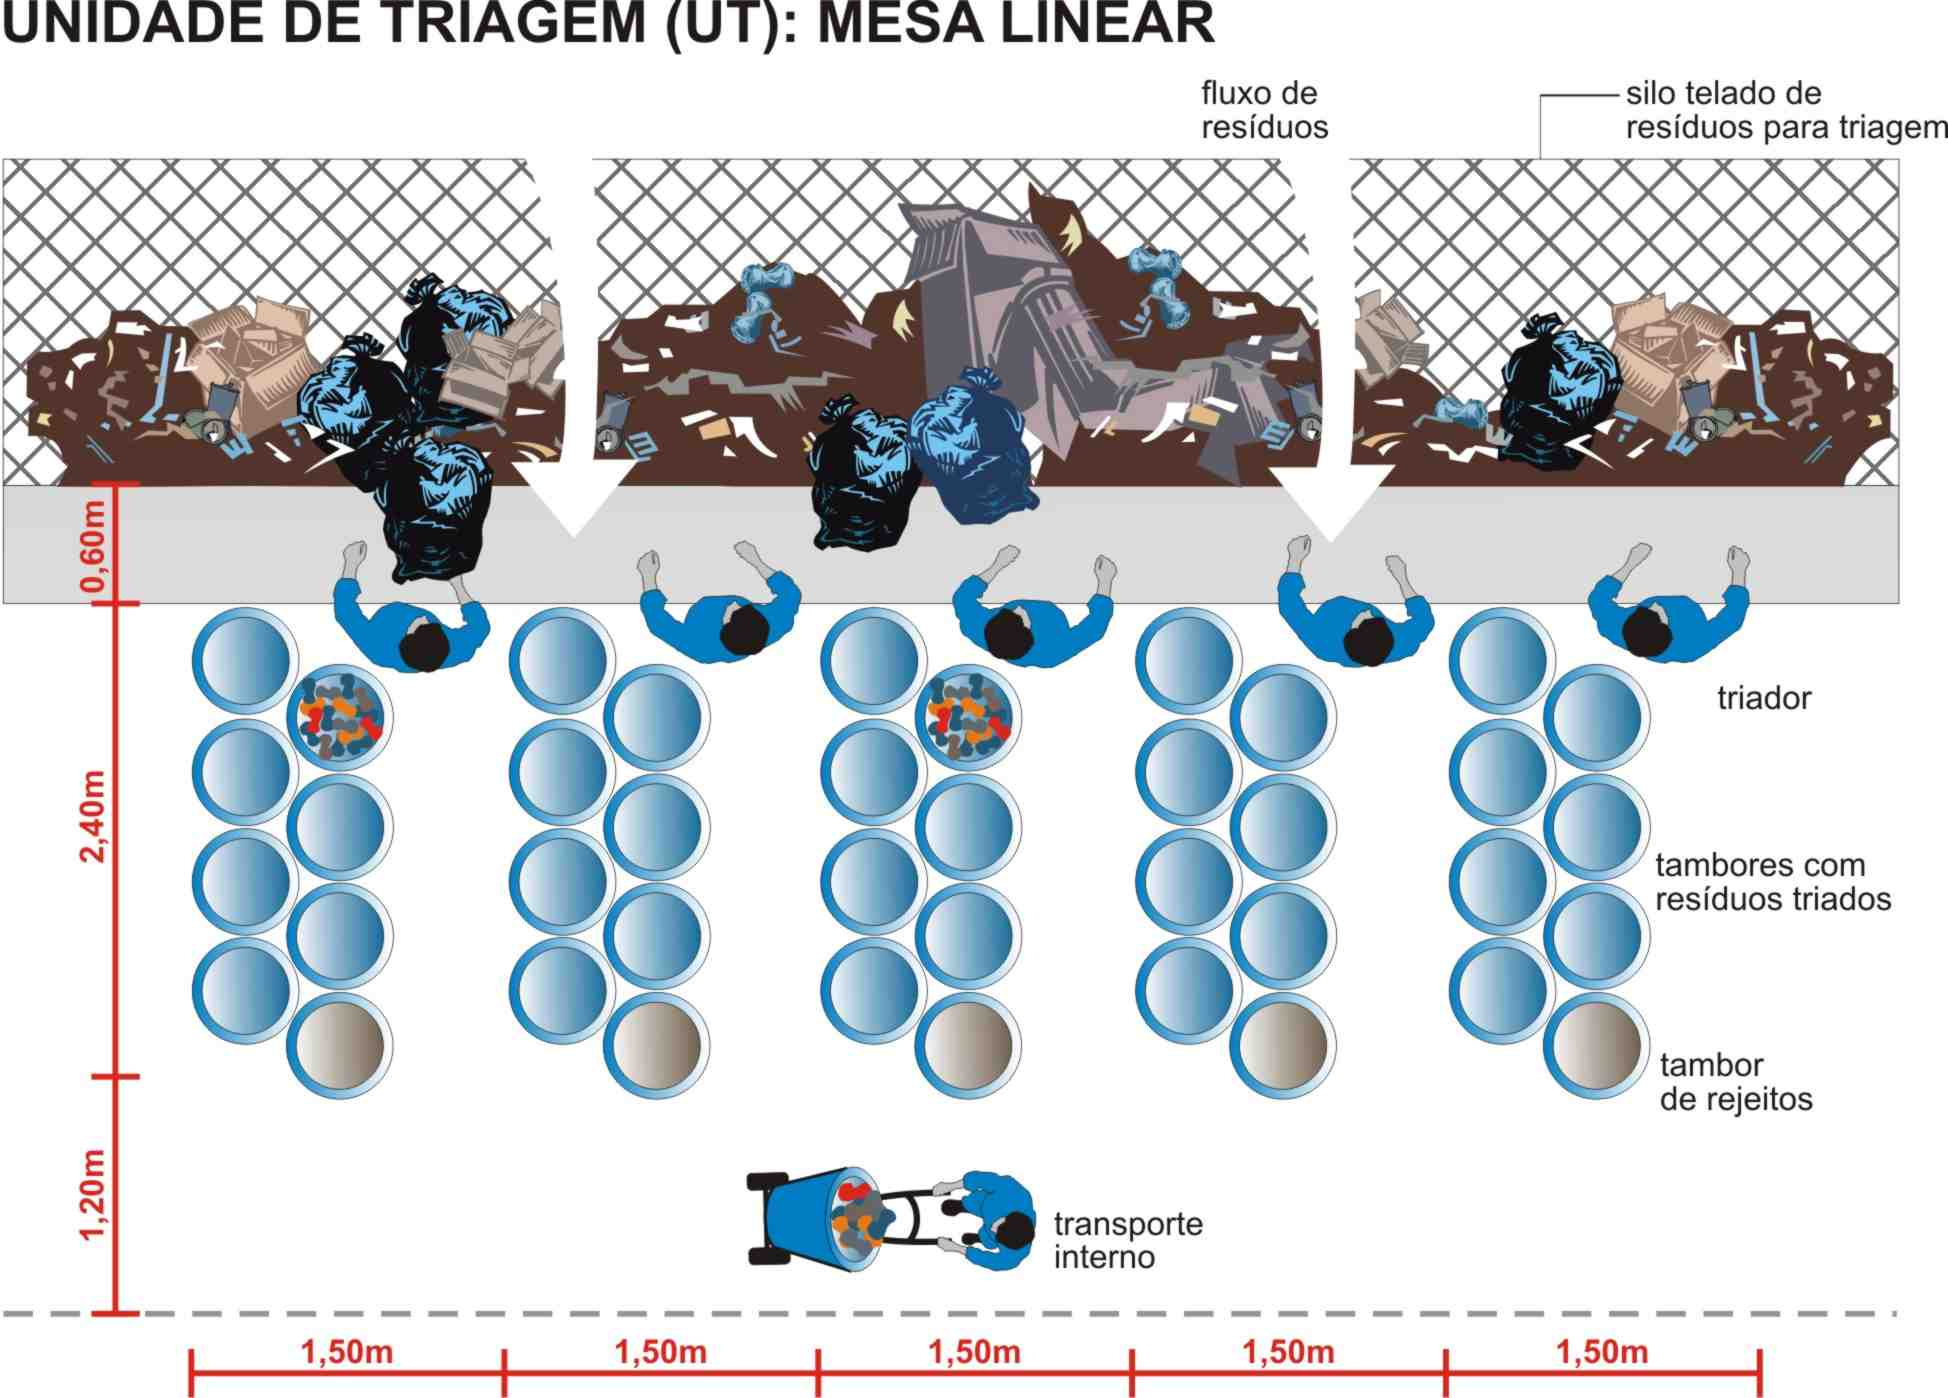 UNIDADE DE TRIAGEM (UT): MESA LINEAR
fluxo de
resíduos
silo telado de
resíduos para triagem
0,60m
triador
2,40m
tambores com
resíduos triados
tambor
de rejeitos
1,20m
transporte
interno
1,50m
1,50m
1,50m
1,50m
1,50m